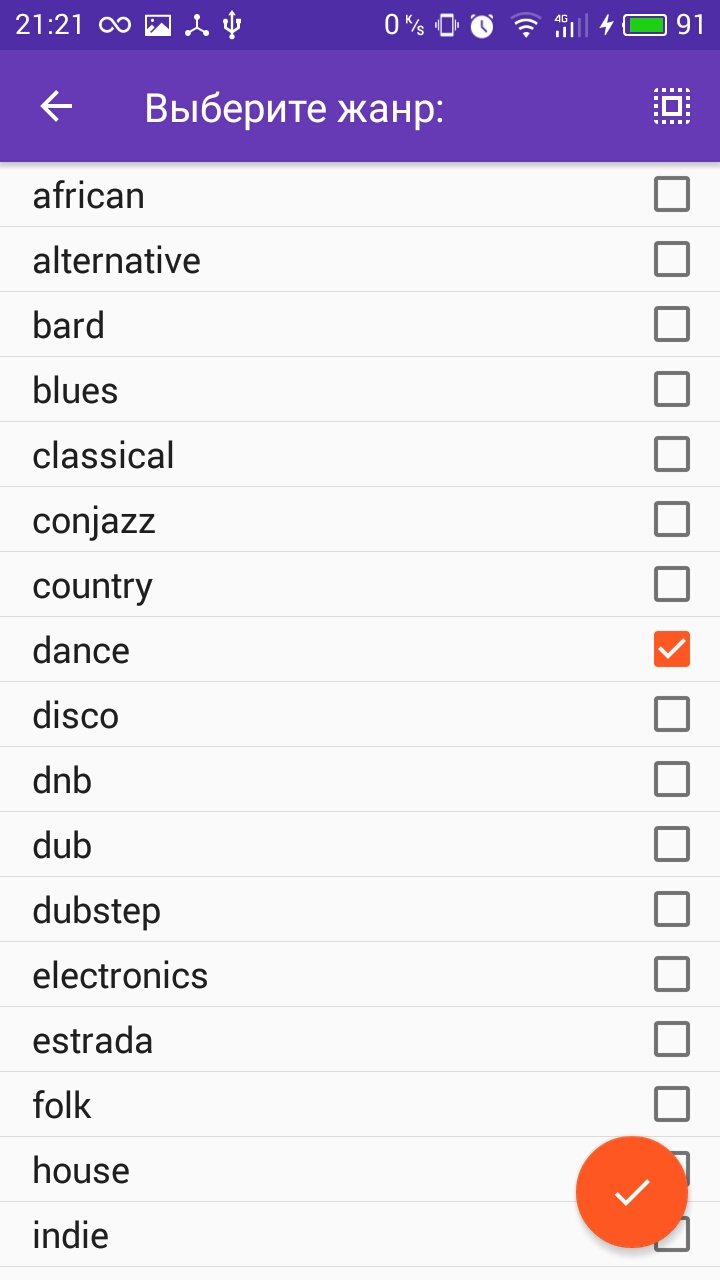 21:21 0 K/s 4G 91
Выберите жанр:
african
alternative
bard
blues
classical
conjazz
country
dance
disco
dnb
dub
dubstep
electronics
estrada
folk
house
indie